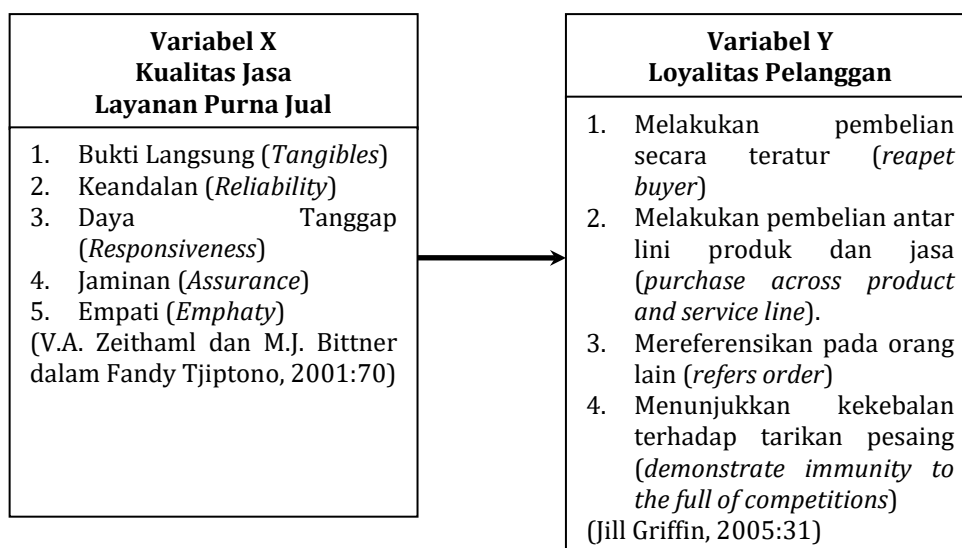 Variabel X
Kualitas Jasa
Layanan Purna Jual
1. Bukti Langsung (Tangibles)
2. Keandalan (Reliability)
3. Daya Tanggap
(Responsiveness)
4. Jaminan (Assurance)
5. Empati (Emphaty)
(V.A. Zeithaml dan M.J. Bittner
dalam Fandy Tjiptono, 2001:70)
Variabel Y
Loyalitas Pelanggan
1. Melakukan pembelian
secara teratur (reapet
buyer)
2. Melakukan pembelian antar
lini produk dan jasa
(purchase across product
and service line).
3. Mereferensikan pada orang
lain (refers order)
4. Menunjukkan kekebalan
terhadap tarikan pesaing
(demonstrate immunity to
the full of competitions)
(Jill Griffin, 2005:31)